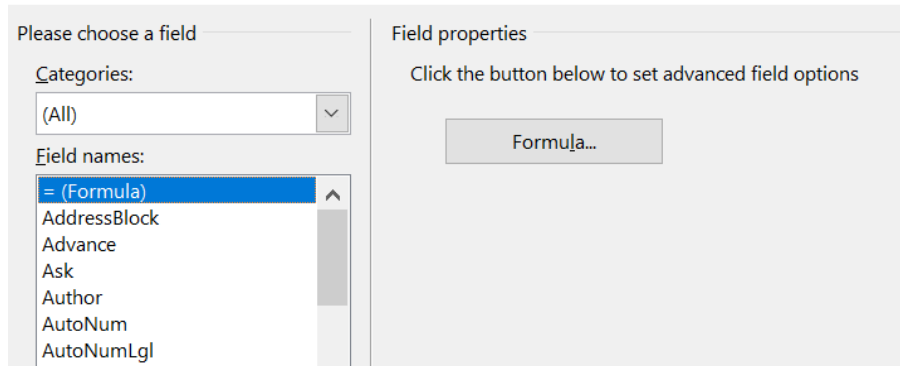 Please choose a field
Categories:
(All)
Field names:
= (Formula)
AddressBlock
Advance
Ask
Author
AutoNum
AutoNumLgl
Field properties
Click the button below to set advanced field options
Formula...